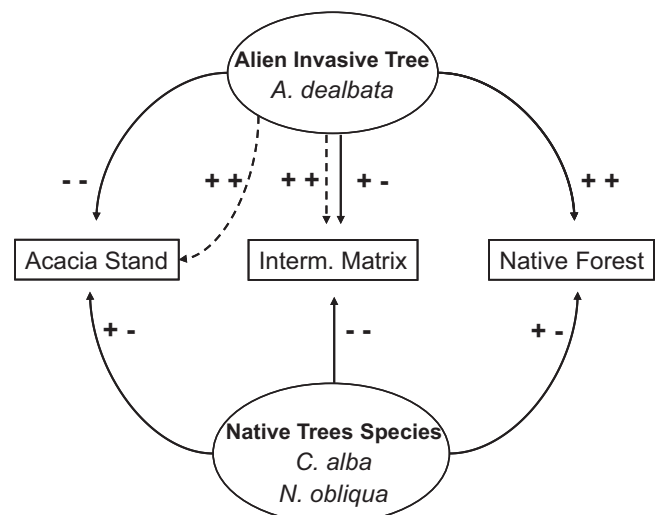 Alien Invasive Tree
A. dealbata
- - + + + + + - + +
Acacia Stand Interm. Matrix Native Forest
+ - - - + -
Native Trees Species
C. alba
N. obliqua